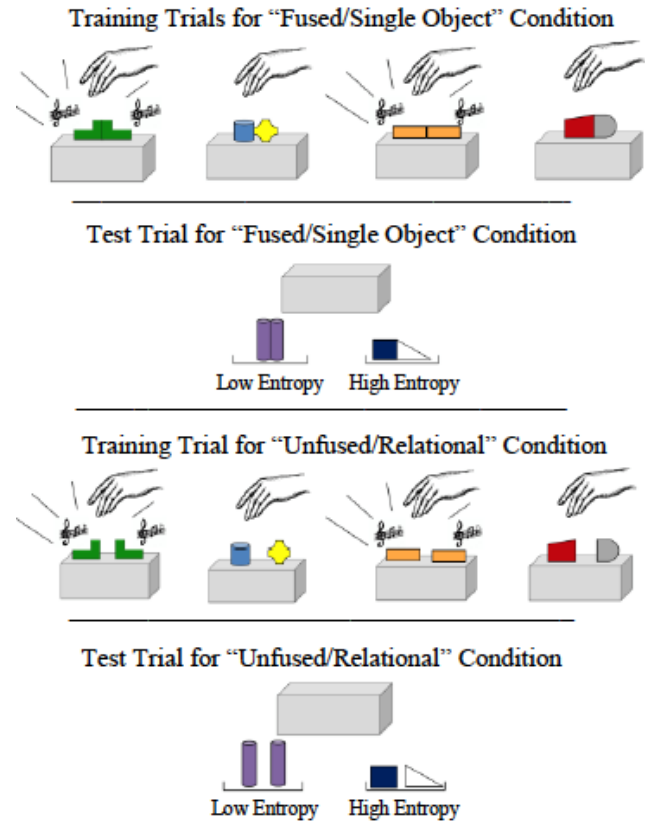 Training Trials for “Fused/Single Object” Condition
Test Trial for “Fused/Single Object” Condition
Low Entropy High Entropy
Training Trial for “Unfused/Relational” Condition
Test Trial for “Unfused/Relational” Condition
Low Entropy High Entropy